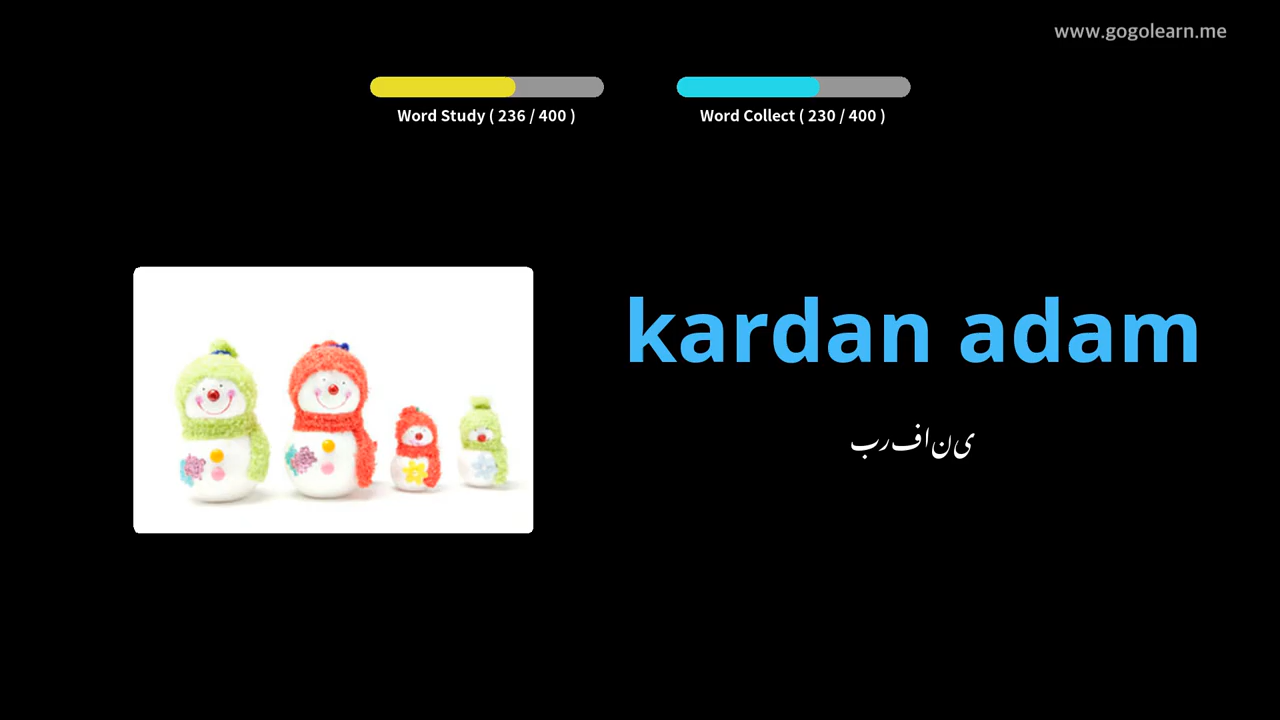 www.gogolearn.me
Word Study ( 236 / 400 )
Word Collect ( 230 / 400 )
kardan adam
برفانی